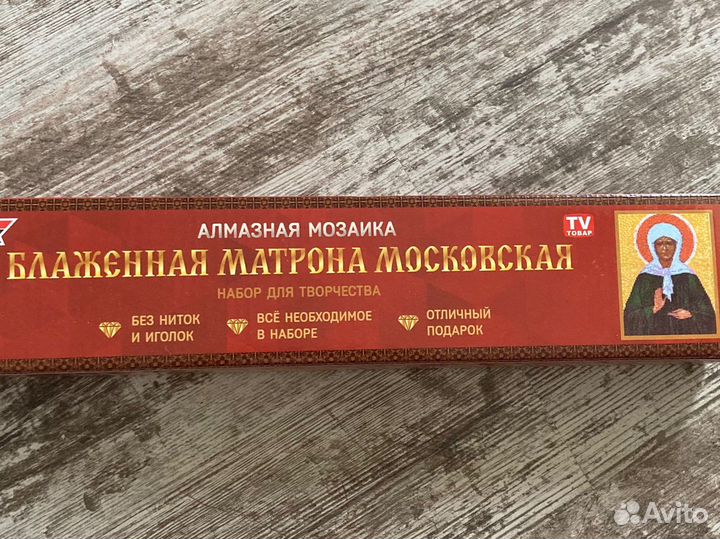 АЛМАЗНАЯ МОЗАИКА
БЛАЖЕННАЯ МАТРОНА МОСКОВСКАЯ
НАБОР ДЛЯ ТВОРЧЕСТВА
БЕЗ НИТОК
И ИГОЛОК
ВСЁ НЕОБХОДИМОЕ
В НАБОРЕ
ОТЛИЧНЫЙ
ПОДАРОК
TV
ТОВАР
Avito